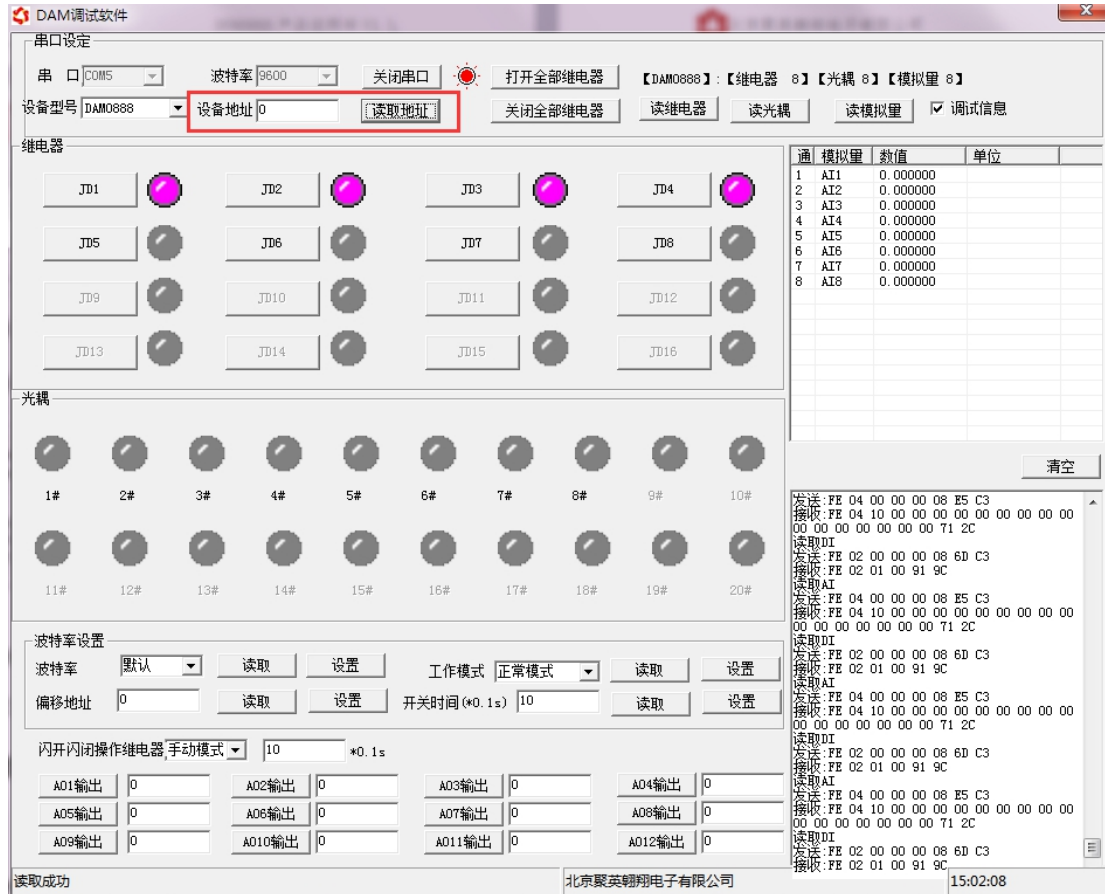 DAM调试软件
串口设定
串 口 COM5 波特率 9600 关闭串口 打开全部继电器 【DAM0888】:【继电器 8】【光耦 8】【模拟量 8】
设备型号 DAM0888 设备地址 0 读取地址 关闭全部继电器 读继电器 读光耦 读模拟量 调试信息
继电器
JD1 JD2 JD3 JD4
JD5 JD6 JD7 JD8
JD9 JD10 JD11 JD12
JD13 JD14 JD15 JD16
通 模拟量 数值 单位
1 AI1 0.000000
2 AI2 0.000000
3 AI3 0.000000
4 AI4 0.000000
5 AI5 0.000000
6 AI6 0.000000
7 AI7 0.000000
8 AI8 0.000000
光耦
1# 2# 3# 4# 5# 6# 7# 8# 9# 10#
11# 12# 13# 14# 15# 16# 17# 18# 19# 20#
清空
发送:FE 04 00 00 00 08 E5 C3
接收:FE 04 10 00 00 00 00 00 00 00 00 00
00 00 00 00 00 00 00 71 2C
读取DI
发送:FE 02 00 00 00 08 6D C3
接收:FE 02 01 00 91 9C
读取AI
发送:FE 04 00 00 00 08 E5 C3
接收:FE 04 10 00 00 00 00 00 00 00 00 00
00 00 00 00 00 00 00 71 2C
读取DI
发送:FE 02 00 00 00 08 6D C3
接收:FE 02 01 00 91 9C
读取AI
发送:FE 04 00 00 00 08 E5 C3
接收:FE 04 10 00 00 00 00 00 00 00 00 00
00 00 00 00 00 00 00 71 2C
读取DI
发送:FE 02 00 00 00 08 6D C3
接收:FE 02 01 00 91 9C
读取AI
发送:FE 04 00 00 00 08 E5 C3
接收:FE 04 10 00 00 00 00 00 00 00 00 00
00 00 00 00 00 00 00 71 2C
读取DI
发送:FE 02 00 00 00 08 6D C3
接收:FE 02 01 00 91 9C
波特率设置
波特率 默认 读取 设置 工作模式 正常模式 读取 设置
偏移地址 0 读取 设置 开关时间(*0.1s) 10 读取 设置
闪开闪闭操作继电器 手动模式 10 *0.1s
AO1输出 0 AO2输出 0 AO3输出 0 AO4输出 0
AO5输出 0 AO6输出 0 AO7输出 0 AO8输出 0
AO9输出 0 AO10输出 0 AO11输出 0 AO12输出 0
读取成功 北京聚英翱翔电子有限公司 15:02:08